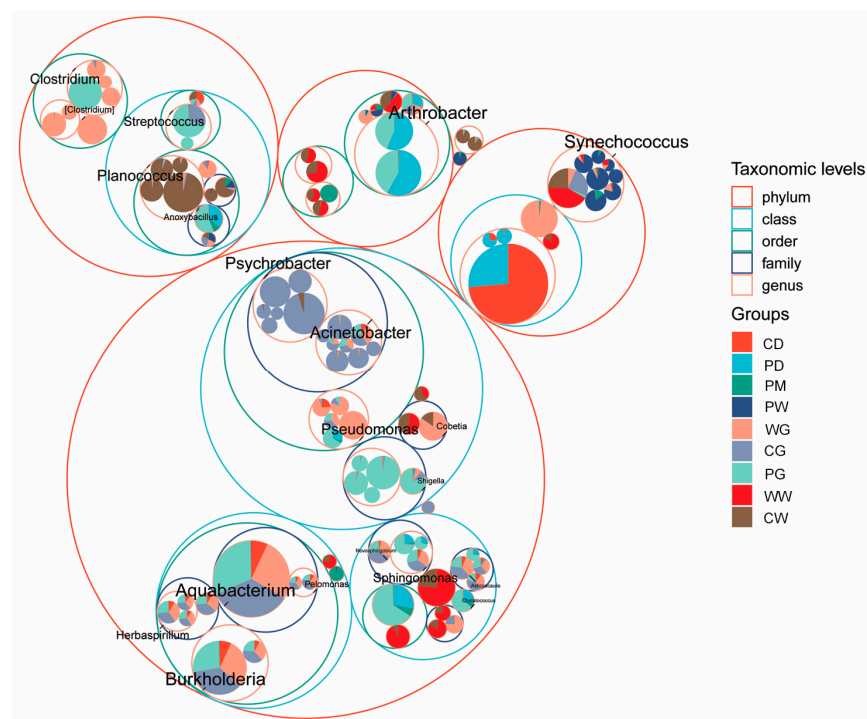 Clostridium
[Clostridium]
Streptococcus
Planococcus
Anoxybacillus
Arthrobacter
Synechococcus
Psychrobacter
Acinetobacter
Pseudomonas
Cobetia
Shigella
Aquabacterium
Pelomonas
Herbaspirillum
Burkholderia
Novosphingobium
Sphingomonas
Taxonomic levels
phylum
class
order
family
genus
Groups
CD
PD
PM
PW
WG
CG
PG
WW
CW